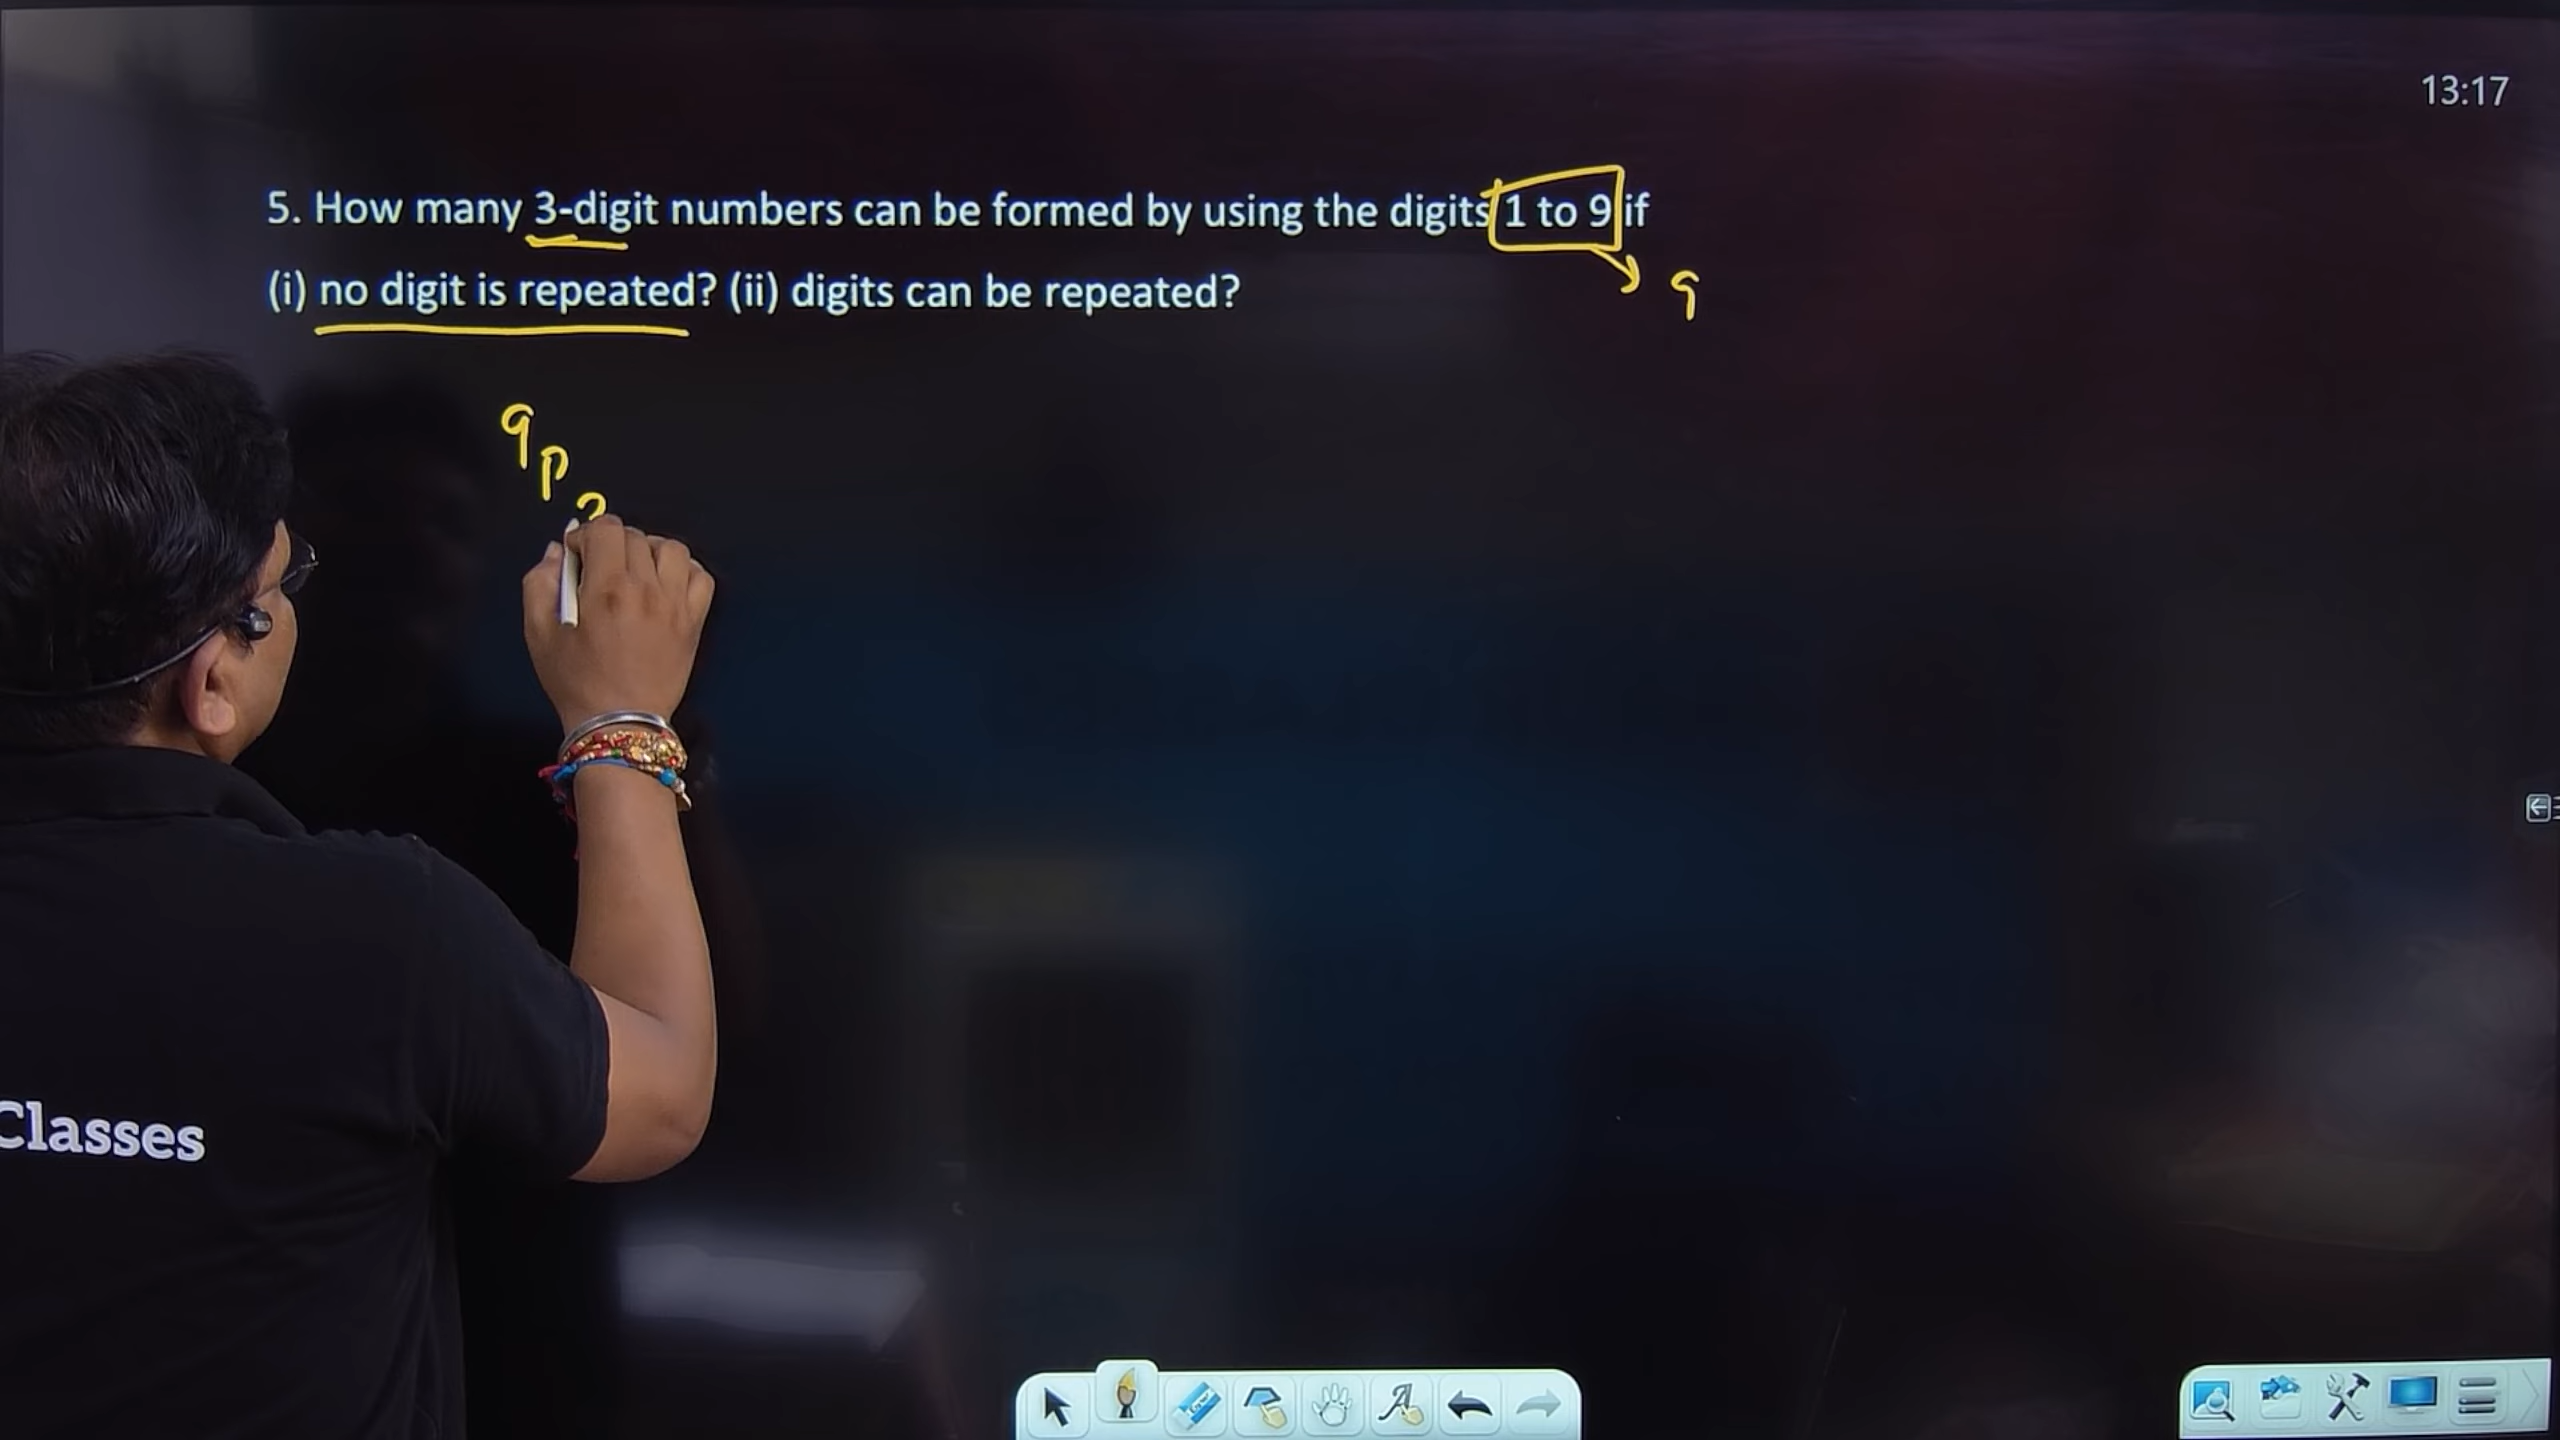 13:17
5. How many 3-digit numbers can be formed by using the digits 1 to 9 if
(i) no digit is repeated? (ii) digits can be repeated?
9
9P
Classes